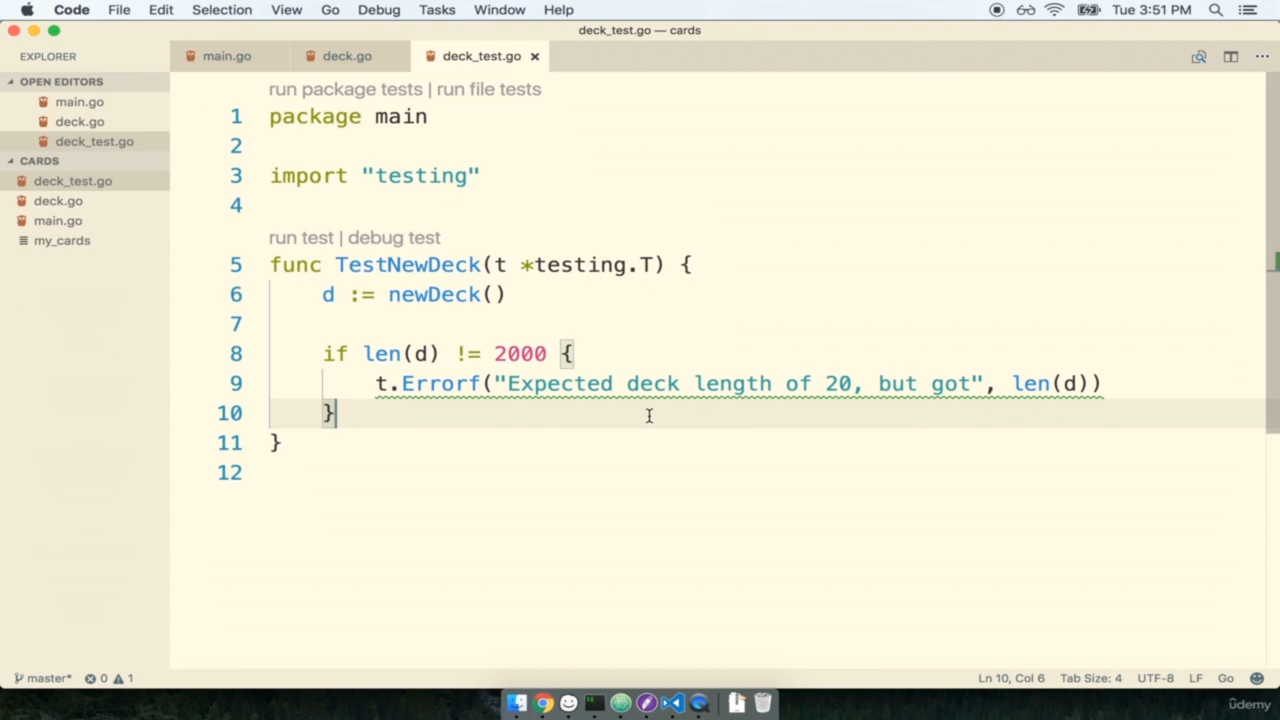 Code File Edit Selection View Go Debug Tasks Window Help Tue 3:51 PM
deck_test.go — cards
EXPLORER
OPEN EDITORS
main.go
deck.go
deck_test.go
CARDS
deck_test.go
deck.go
main.go
my_cards
main.go deck.go deck_test.go
run package tests | run file tests
1 package main
2
3 import "testing"
4
run test | debug test
5 func TestNewDeck(t *testing.T) {
6 d := newDeck()
7
8 if len(d) != 2000 {
9 t.Errorf("Expected deck length of 20, but got", len(d))
10 }
11 }
12
master* 0 1 Ln 10, Col 6 Tab Size: 4 UTF-8 LF Go
ûdemy